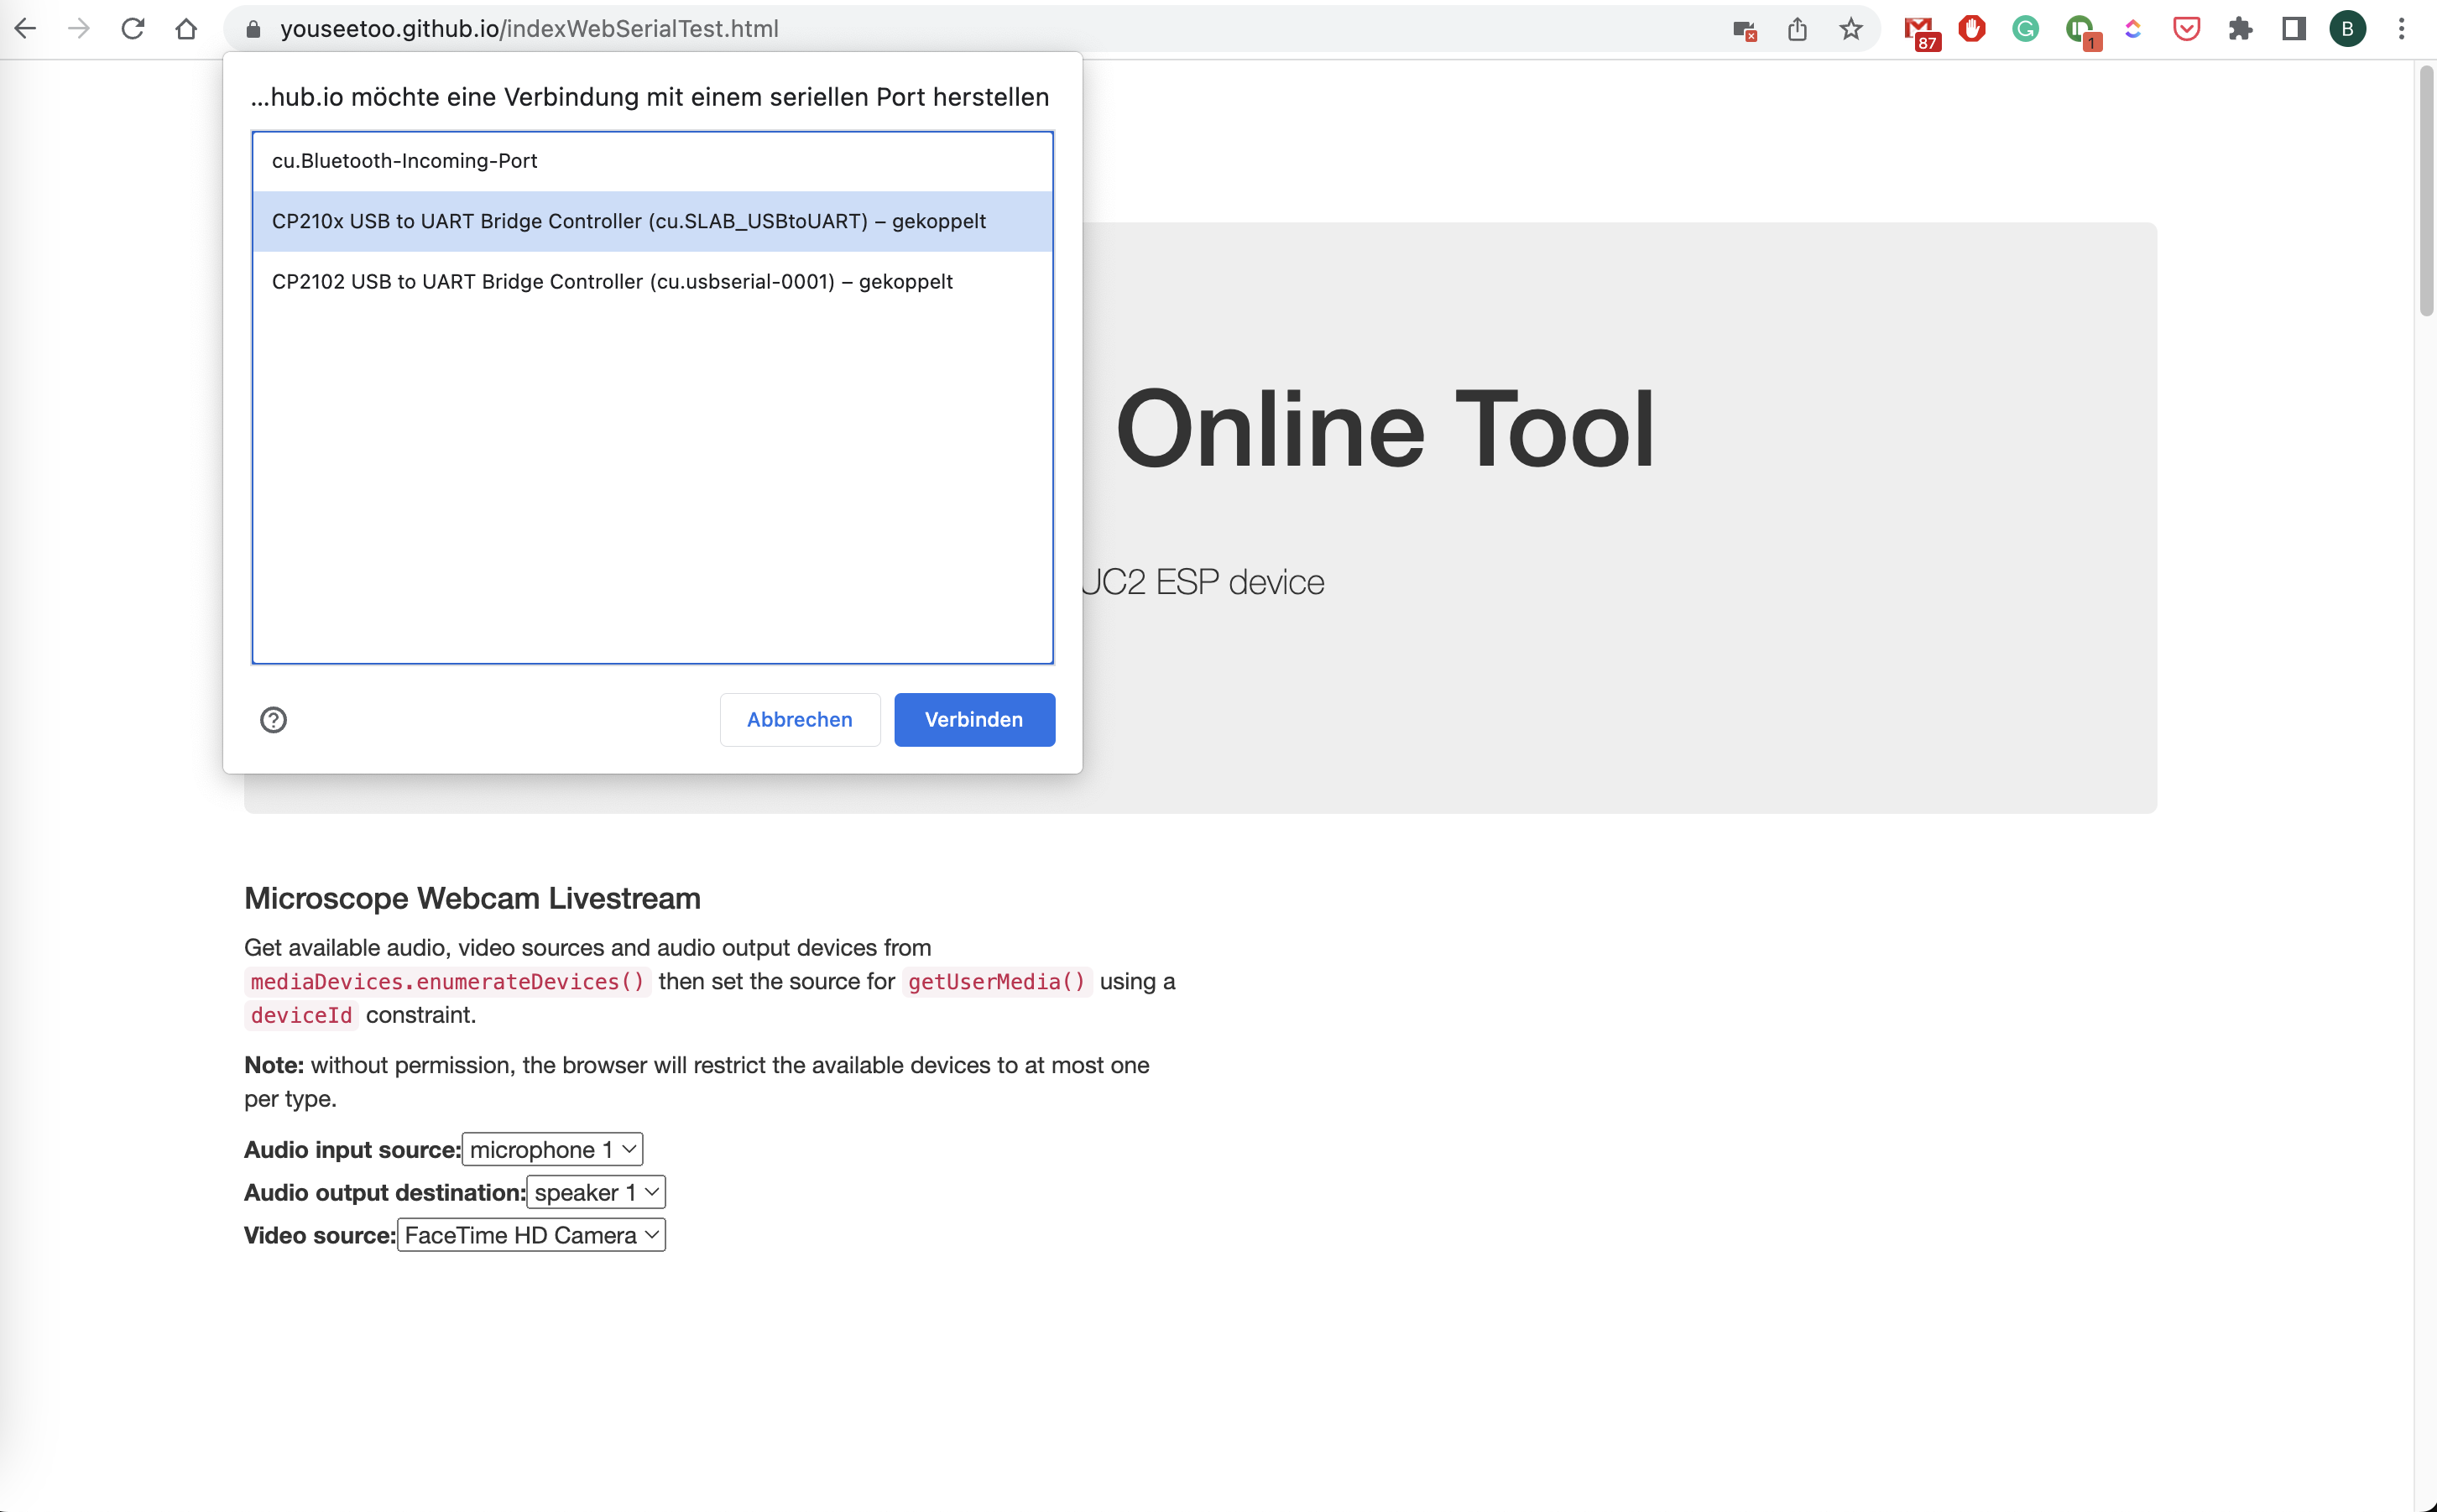 youseetoo.github.io/indexWebSerialTest.html
87
1
B
...hub.io möchte eine Verbindung mit einem seriellen Port herstellen
cu.Bluetooth-Incoming-Port
CP210x USB to UART Bridge Controller (cu.SLAB_USBtoUART) – gekoppelt
CP2102 USB to UART Bridge Controller (cu.usbserial-0001) – gekoppelt
Abbrechen Verbinden
Online Tool
UC2 ESP device
Microscope Webcam Livestream
Get available audio, video sources and audio output devices from
mediaDevices.enumerateDevices() then set the source for getUserMedia() using a
deviceId constraint.
Note: without permission, the browser will restrict the available devices to at most one
per type.
Audio input source: microphone 1
Audio output destination: speaker 1
Video source: FaceTime HD Camera